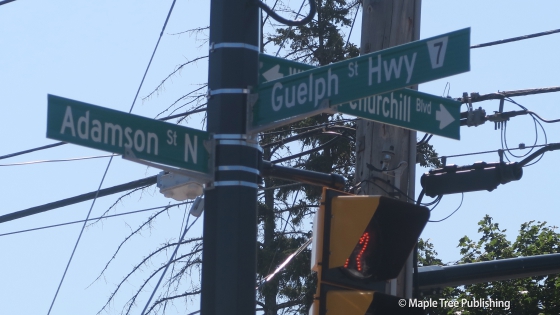 Guelph St Hwy 7
Churchill Blvd
Adamson St N
© Maple Tree Publishing